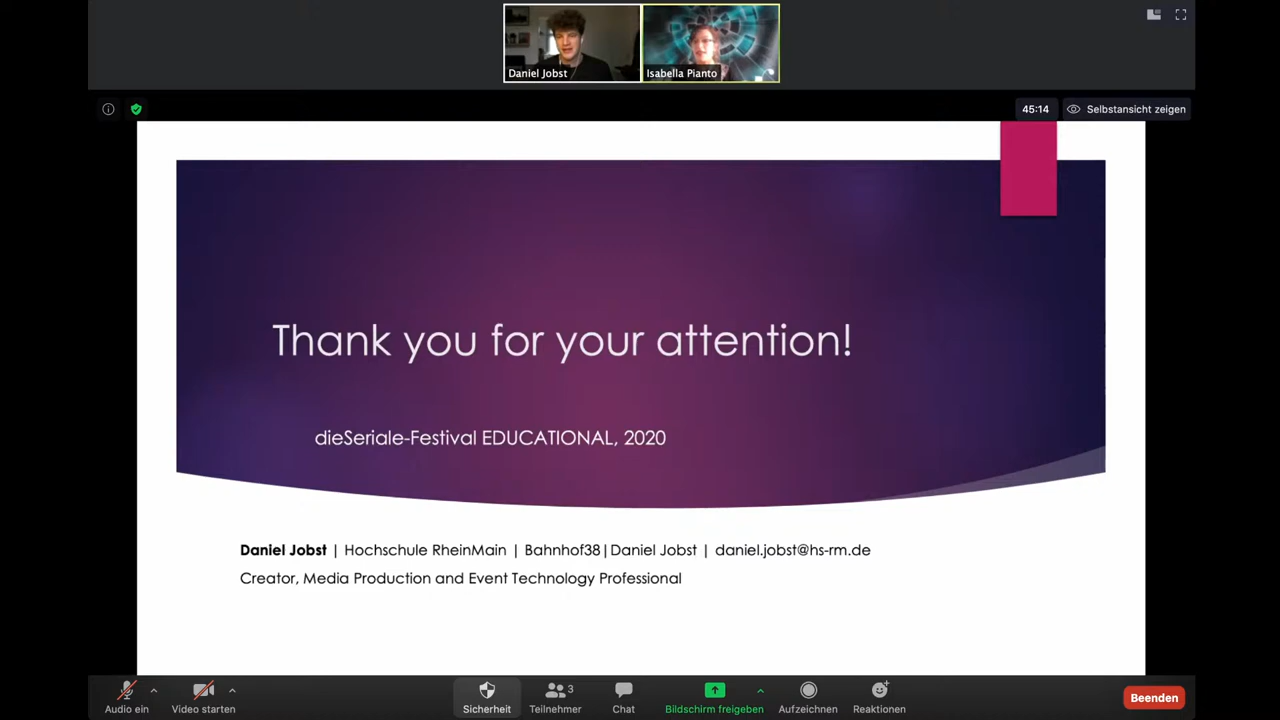 Daniel Jobst
Isabella Pianto
45:14
Selbstansicht zeigen
Thank you for your attention!
dieSeriale-Festival EDUCATIONAL, 2020
Daniel Jobst | Hochschule RheinMain | Bahnhof38|Daniel Jobst | daniel.jobst@hs-rm.de
Creator, Media Production and Event Technology Professional
Audio ein
Video starten
Sicherheit
3
Teilnehmer
Chat
Bildschirm freigeben
Aufzeichnen
Reaktionen
Beenden